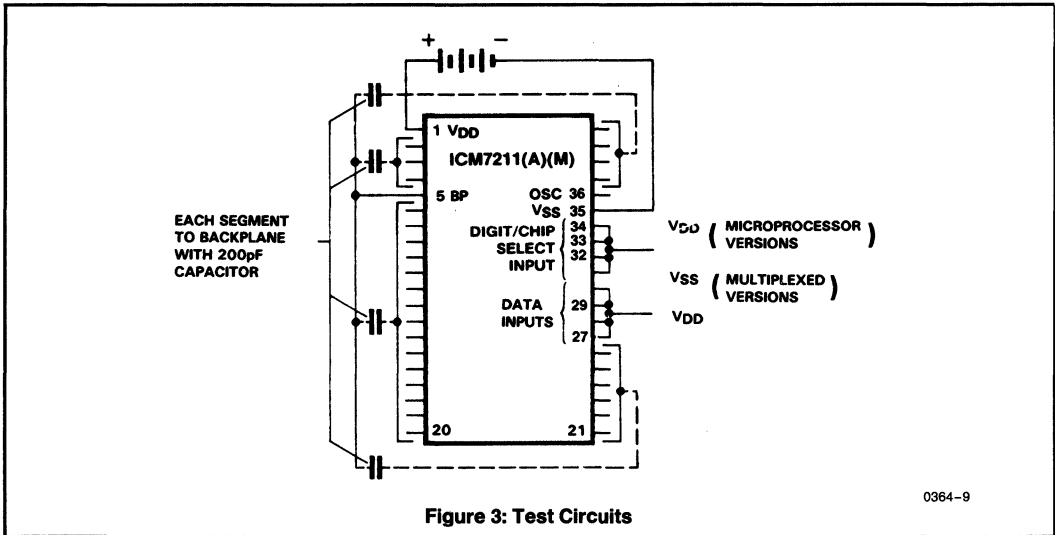 + −
1 VDD
ICM7211(A)(M)
5 BP
OSC 36
VSS 35
34
DIGIT/CHIP
SELECT
INPUT
33
32
DATA
INPUTS
29
27
20
21
EACH SEGMENT
TO BACKPLANE
WITH 200pF
CAPACITOR
VDD ( MICROPROCESSOR
VERSIONS )
VSS ( MULTIPLEXED
VERSIONS )
VDD
0364-9
Figure 3: Test Circuits